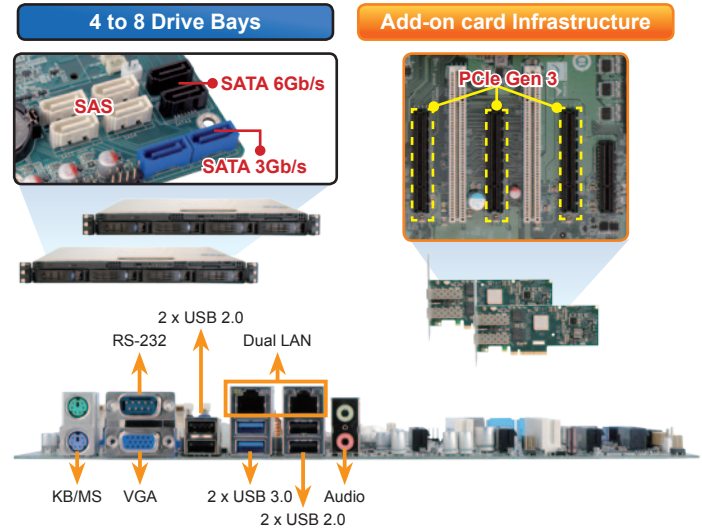 4 to 8 Drive Bays
Add-on card Infrastructure
SATA 6Gb/s
SAS
SATA 3Gb/s
PCIe Gen 3
2 x USB 2.0
RS-232
Dual LAN
KB/MS
VGA
2 x USB 3.0
Audio
2 x USB 2.0